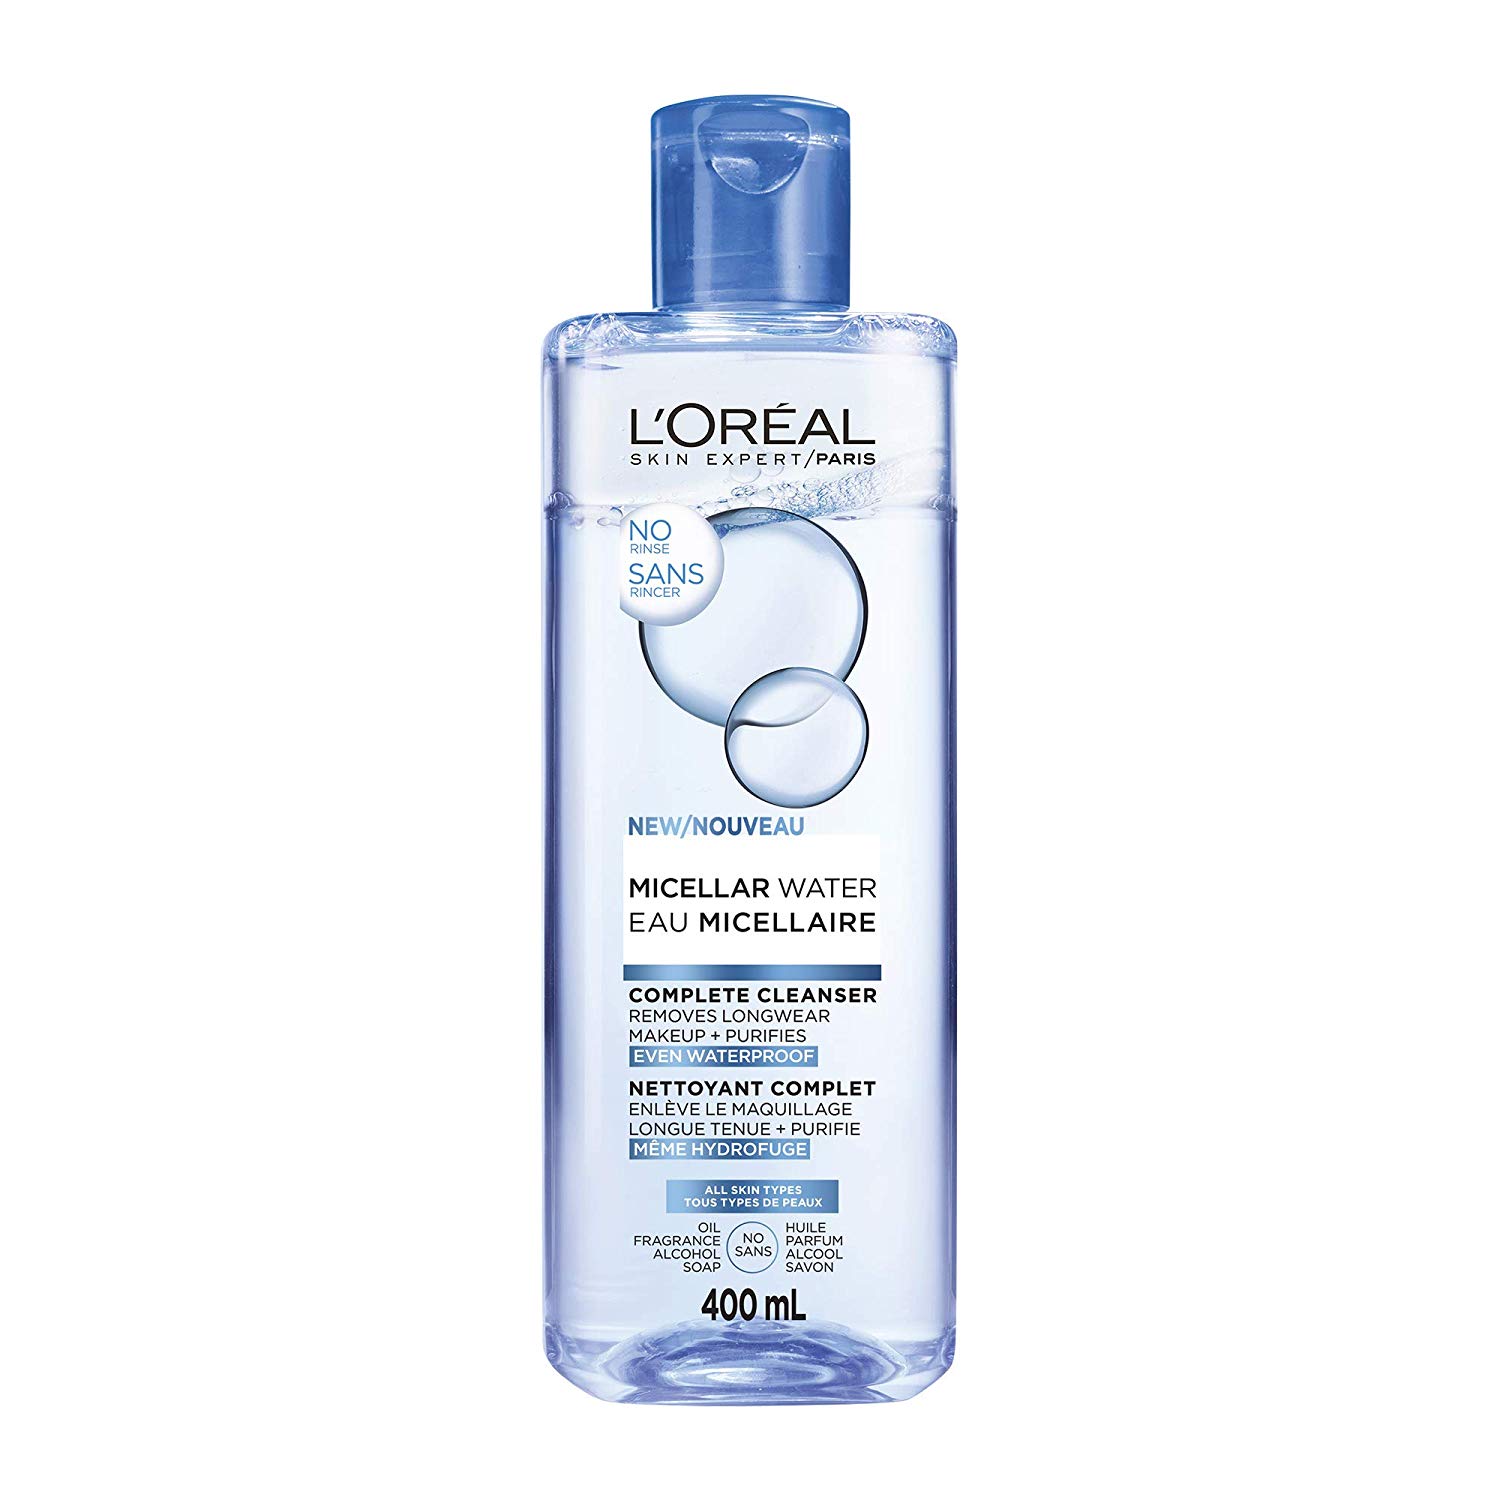 L'ORÉAL
SKIN EXPERT/PARIS
NO
RINSE
SANS
RINCER
NEW/NOUVEAU
MICELLAR WATER
EAU MICELLAIRE
COMPLETE CLEANSER
REMOVES LONGWEAR
MAKEUP + PURIFIES
EVEN WATERPROOF
NETTOYANT COMPLET
ENLÈVE LE MAQUILLAGE
LONGUE TENUE + PURIFIE
MÊME HYDROFUGE
ALL SKIN TYPES
TOUS TYPES DE PEAUX
OIL
FRAGRANCE
ALCOHOL
SOAP
NO
SANS
HUILE
PARFUM
ALCOOL
SAVON
400 mL